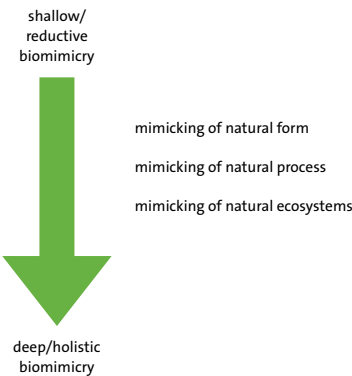 shallow/
reductive
biomimicry
mimicking of natural form
mimicking of natural process
mimicking of natural ecosystems
deep/holistic
biomimicry